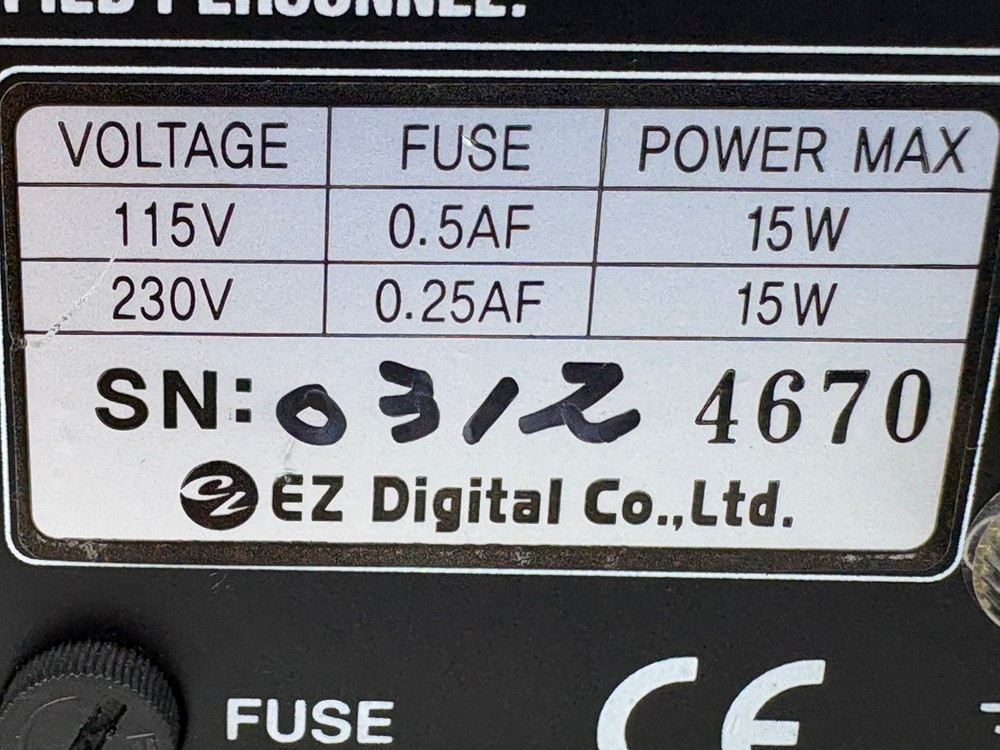 VOLTAGE FUSE POWER MAX
115V 0.5AF 15W
230V 0.25AF 15W
SN: 0312 4670
EZ Digital Co.,Ltd.
FUSE CE